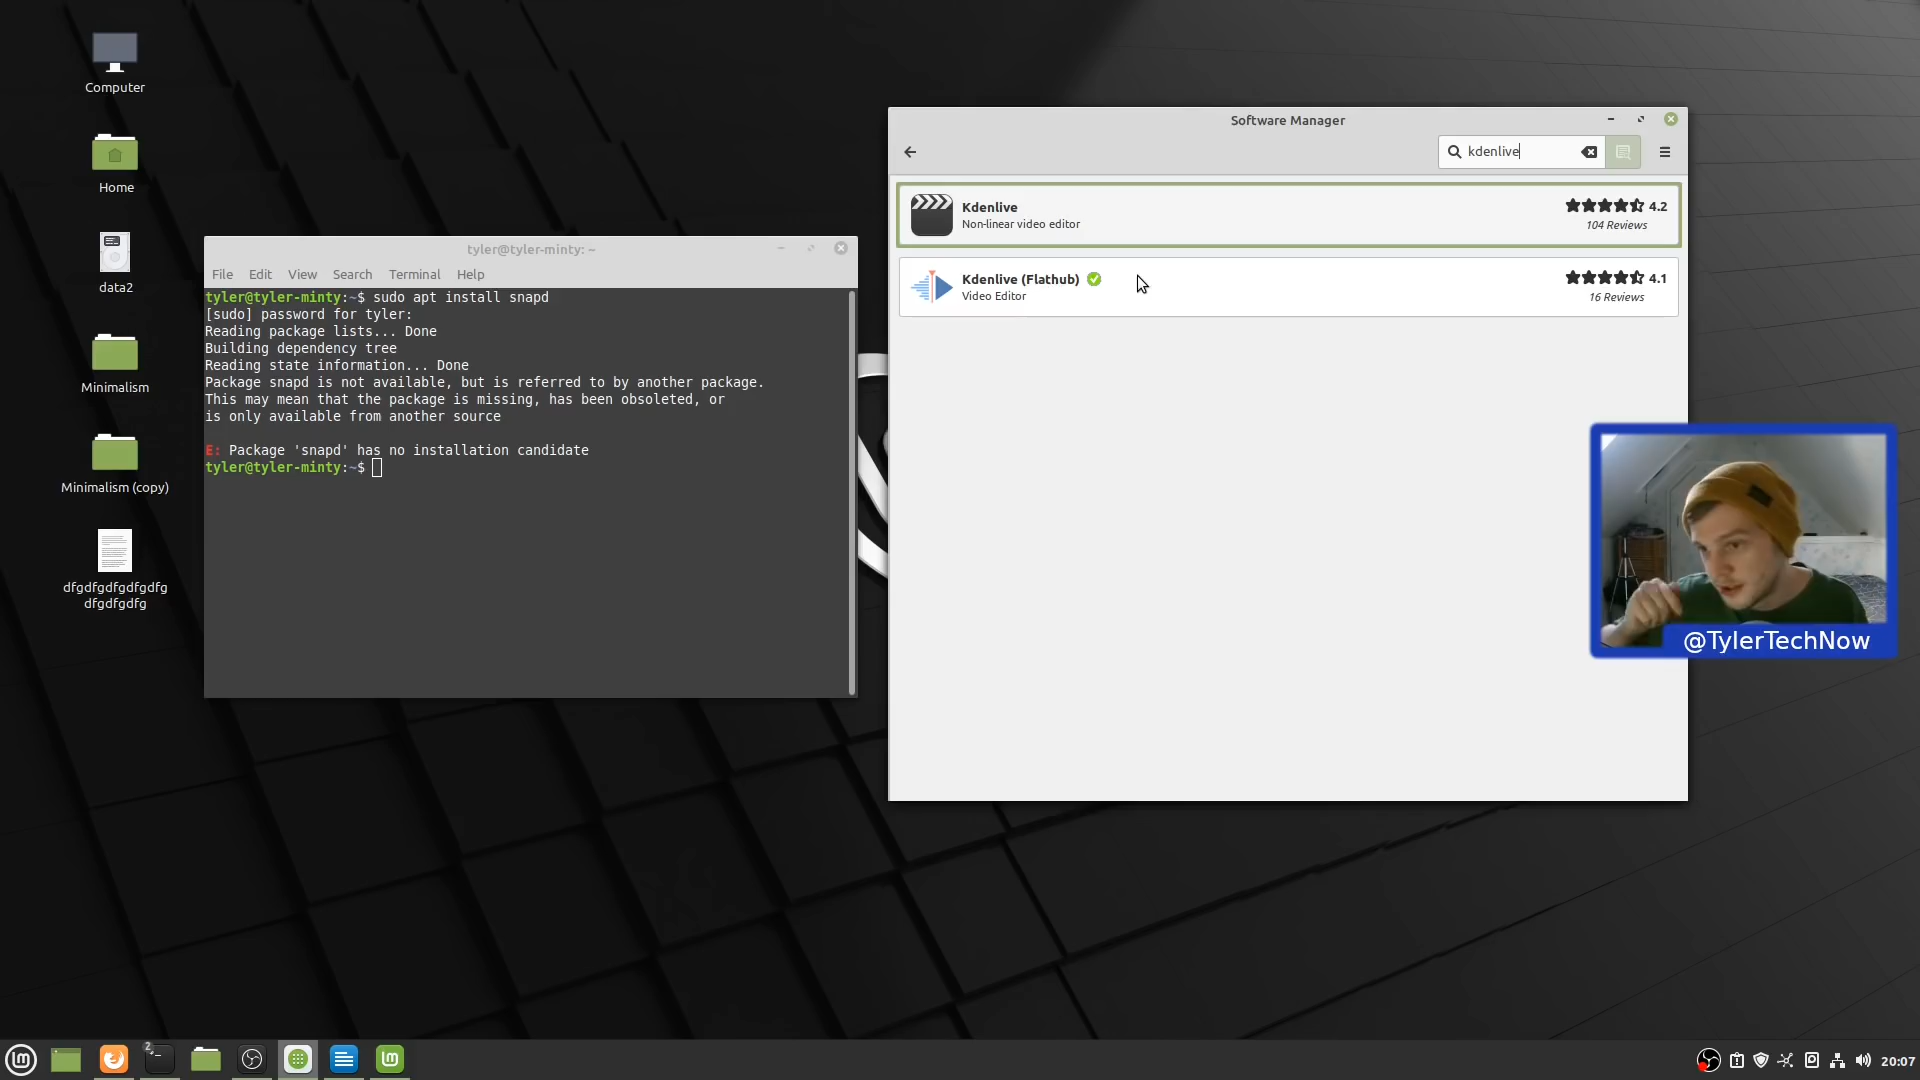 Computer
Home
data2
Minimalism
Minimalism (copy)
dfgdfgdfgdfgdfg
dfgdfgdfg
tyler@tyler-minty: ~
File Edit View Search Terminal Help
tyler@tyler-minty:~$ sudo apt install snapd
[sudo] password for tyler:
Reading package lists... Done
Building dependency tree
Reading state information... Done
Package snapd is not available, but is referred to by another package.
This may mean that the package is missing, has been obsoleted, or
is only available from another source
E: Package 'snapd' has no installation candidate
tyler@tyler-minty:~$
Software Manager
kdenlive
Kdenlive
Non-linear video editor
4.2
104 Reviews
Kdenlive (Flathub)
Video Editor
4.1
16 Reviews
@TylerTechNow
2
20:07